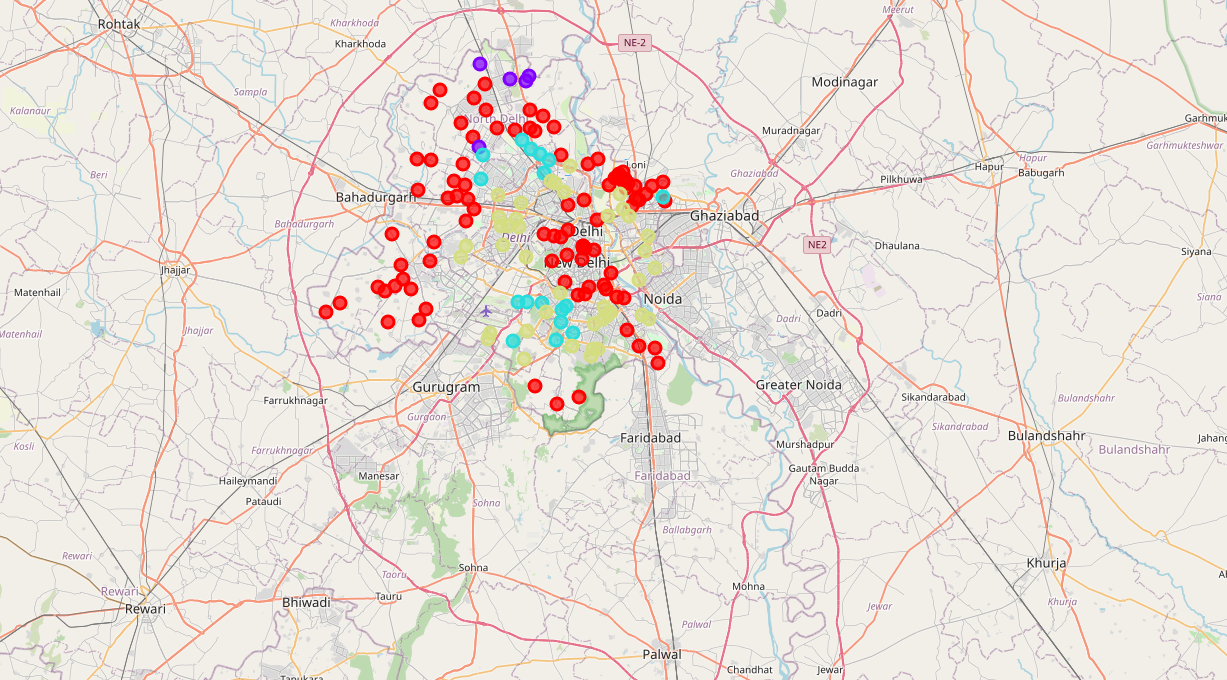 Meerut
Kharkhoda
Rohtak
NE-2
Kharkhoda
Modinagar
Sampla
Kalanaur
North Delhi
Garhmuk
Muradnagar
Garhmukteshwar
Hapur
Loni
Hapur
Babugarh
Ghaziabad
Beri
Pilkhuwa
Bahadurgarh
Ghaziabad
Bahadurgarh
Delhi
Delhi
NE2
Dhaulana
Siyana
New Delhi
Jhajjar
Matenhail
Noida
Dadri
Dadri
Matenhail
Jhajjar
Gurugram
Greater Noida
Farrukhnagar
Sikandarabad
Bulandshahr
Gurgaon
Sikandrabad
Kosli
Farrukhnagar
Faridabad
Murshadpur
Bulandshahr
Jahang
Bulandshahr
Manesar
Faridabad
Gautam Budda
Nagar
Haileymandi
Pataudi
Sohna
Ballabgarh
Rewari
Khurja
Sohna
Taoru
Rewari
Mohna
Tauru
Bhiwadi
Khurja
Jewar
Rewari
Palwal
Palwal
Chandhat
Jewar